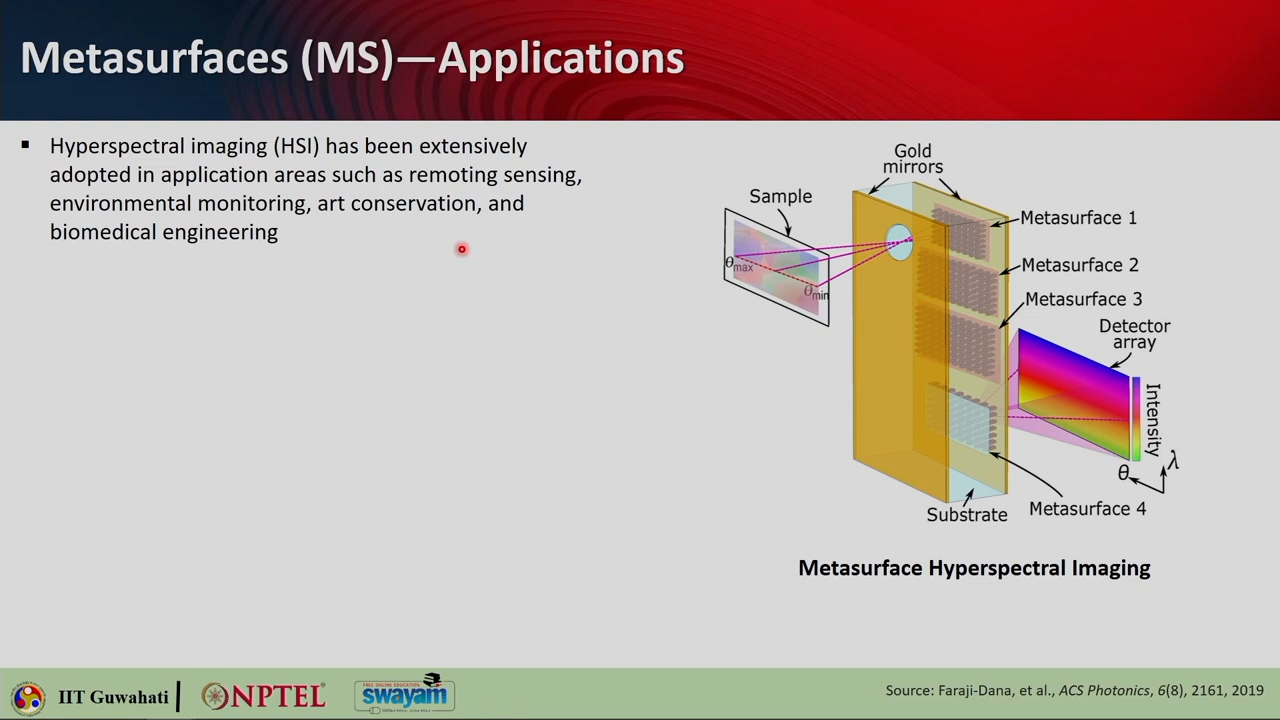 Metasurfaces (MS)—Applications
▪ Hyperspectral imaging (HSI) has been extensively
adopted in application areas such as remoting sensing,
environmental monitoring, art conservation, and
biomedical engineering
Gold
mirrors
Sample
θmax
θmin
Metasurface 1
Metasurface 2
Metasurface 3
Detector
array
Intensity
λ
θ
Metasurface 4
Substrate
Metasurface Hyperspectral Imaging
IIT Guwahati
NPTEL
FREE ONLINE EDUCATION
swayam
Source: Faraji-Dana, et al., ACS Photonics, 6(8), 2161, 2019